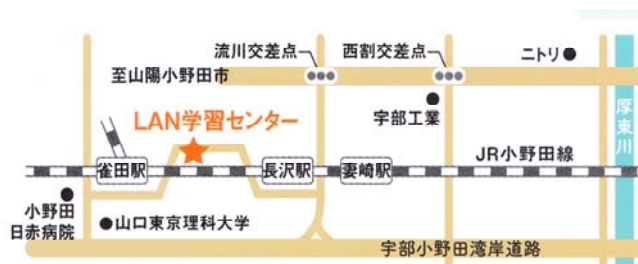 流川交差点
西割交差点
ニトリ
至山陽小野田市
宇部工業
厚東川
LAN学習センター
JR小野田線
雀田駅
長沢駅
妻崎駅
小野田
日赤病院
山口東京理科大学
宇部小野田湾岸道路